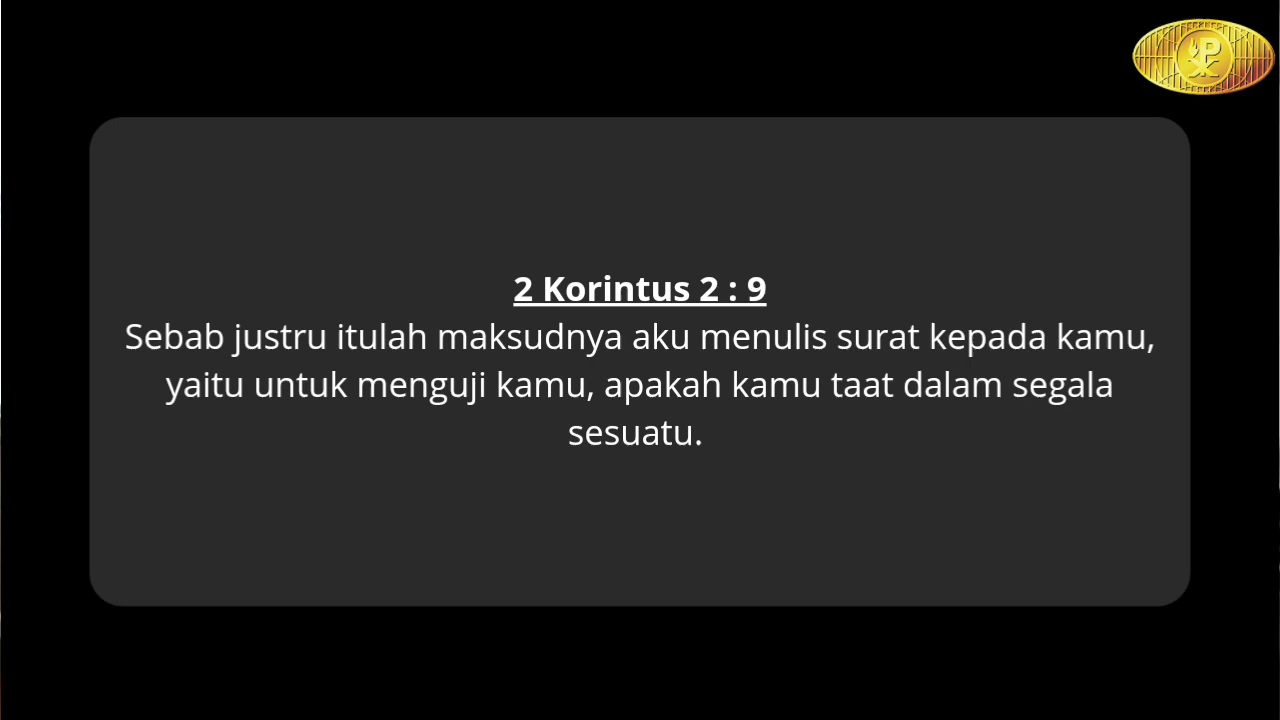 2 Korintus 2 : 9
Sebab justru itulah maksudnya aku menulis surat kepada kamu,
yaitu untuk menguji kamu, apakah kamu taat dalam segala
sesuatu.